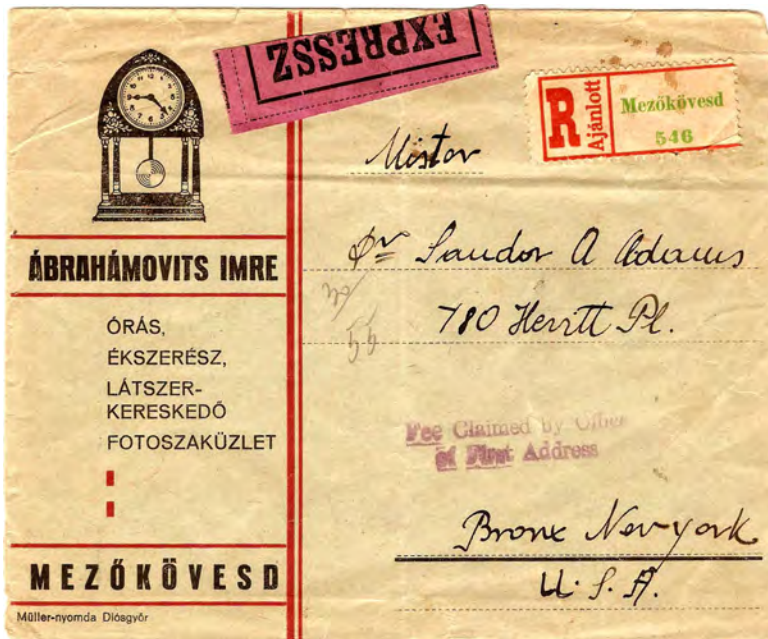 EXPRESSZ
R
Ajánlott
Mezőkövesd
546
Mister
Dr Sandor A Adams
780 Hewitt Pl.
Fee Claimed by Office
of First Address
Bronx New-york
U.S.A.
ÁBRAHÁMOVITS IMRE
ÓRÁS,
ÉKSZERÉSZ,
LÁTSZER-
KERESKEDŐ
FOTOSZAKÜZLET
MEZŐKÖVESD
Müller-nyomda Diósgyőr